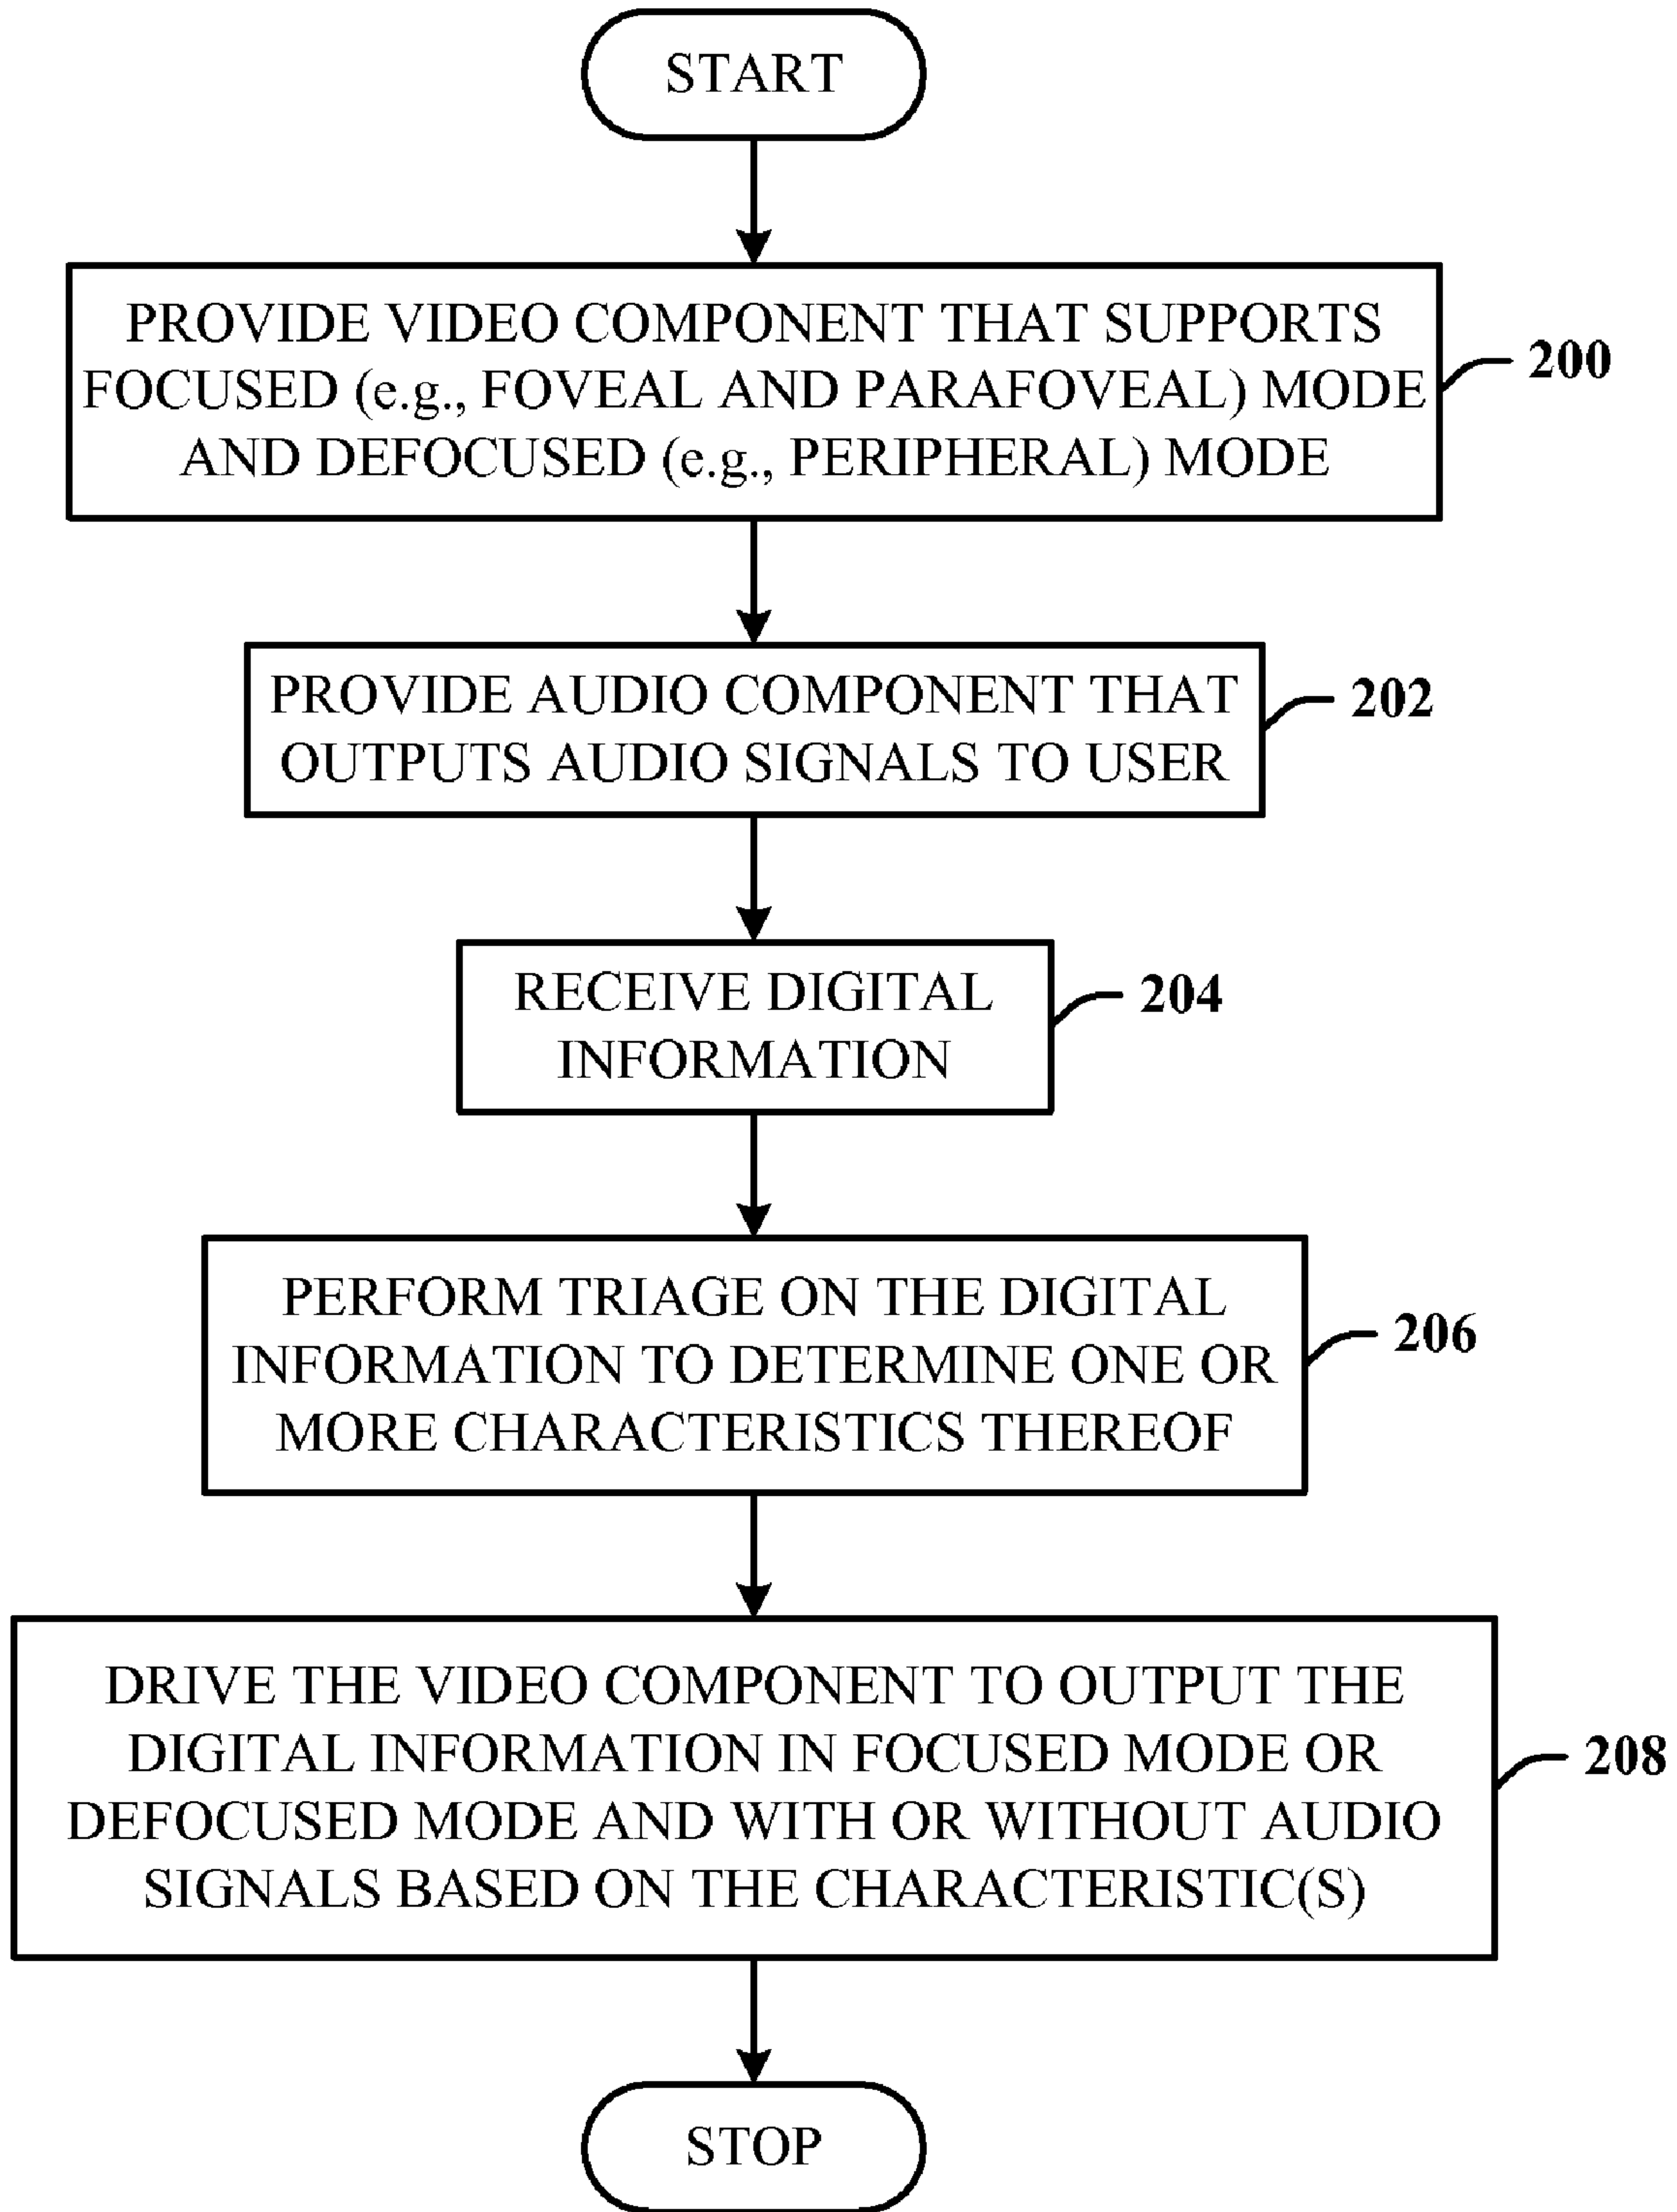 START
PROVIDE VIDEO COMPONENT THAT SUPPORTS
FOCUSED (e.g., FOVEAL AND PARAFOVEAL) MODE
AND DEFOCUSED (e.g., PERIPHERAL) MODE
200
PROVIDE AUDIO COMPONENT THAT
OUTPUTS AUDIO SIGNALS TO USER
202
RECEIVE DIGITAL
INFORMATION
204
PERFORM TRIAGE ON THE DIGITAL
INFORMATION TO DETERMINE ONE OR
MORE CHARACTERISTICS THEREOF
206
DRIVE THE VIDEO COMPONENT TO OUTPUT THE
DIGITAL INFORMATION IN FOCUSED MODE OR
DEFOCUSED MODE AND WITH OR WITHOUT AUDIO
SIGNALS BASED ON THE CHARACTERISTIC(S)
208
STOP